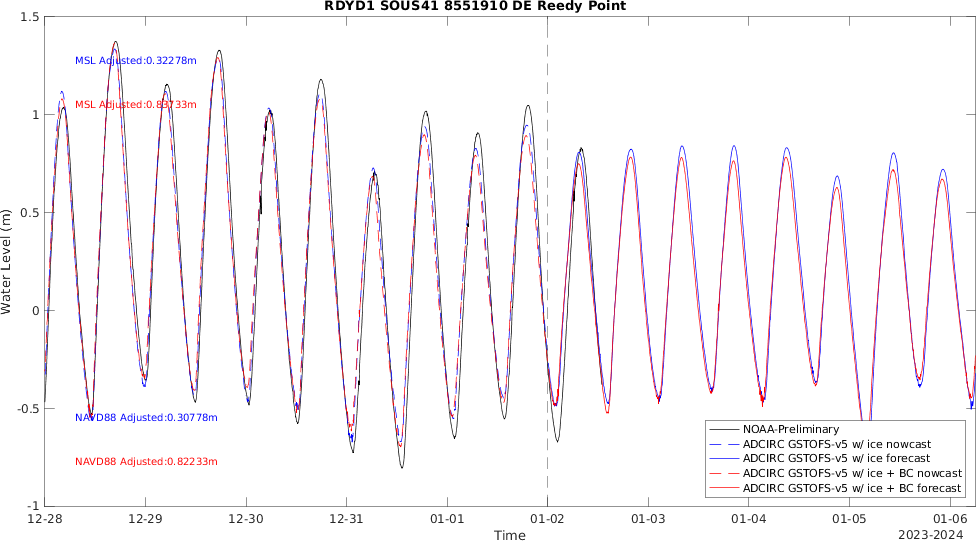 RDYD1 SOUS41 8551910 DE Reedy Point
1.5
1
0.5
0
-0.5
-1
Water Level (m)
MSL Adjusted:0.32278m
MSL Adjusted:0.83733m
NAVD88 Adjusted:0.30778m
NAVD88 Adjusted:0.82233m
NOAA-Preliminary
ADCIRC GSTOFS-v5 w/ ice nowcast
ADCIRC GSTOFS-v5 w/ ice forecast
ADCIRC GSTOFS-v5 w/ ice + BC nowcast
ADCIRC GSTOFS-v5 w/ ice + BC forecast
12-28 12-29 12-30 12-31 01-01 01-02 01-03 01-04 01-05 01-06
Time
2023-2024